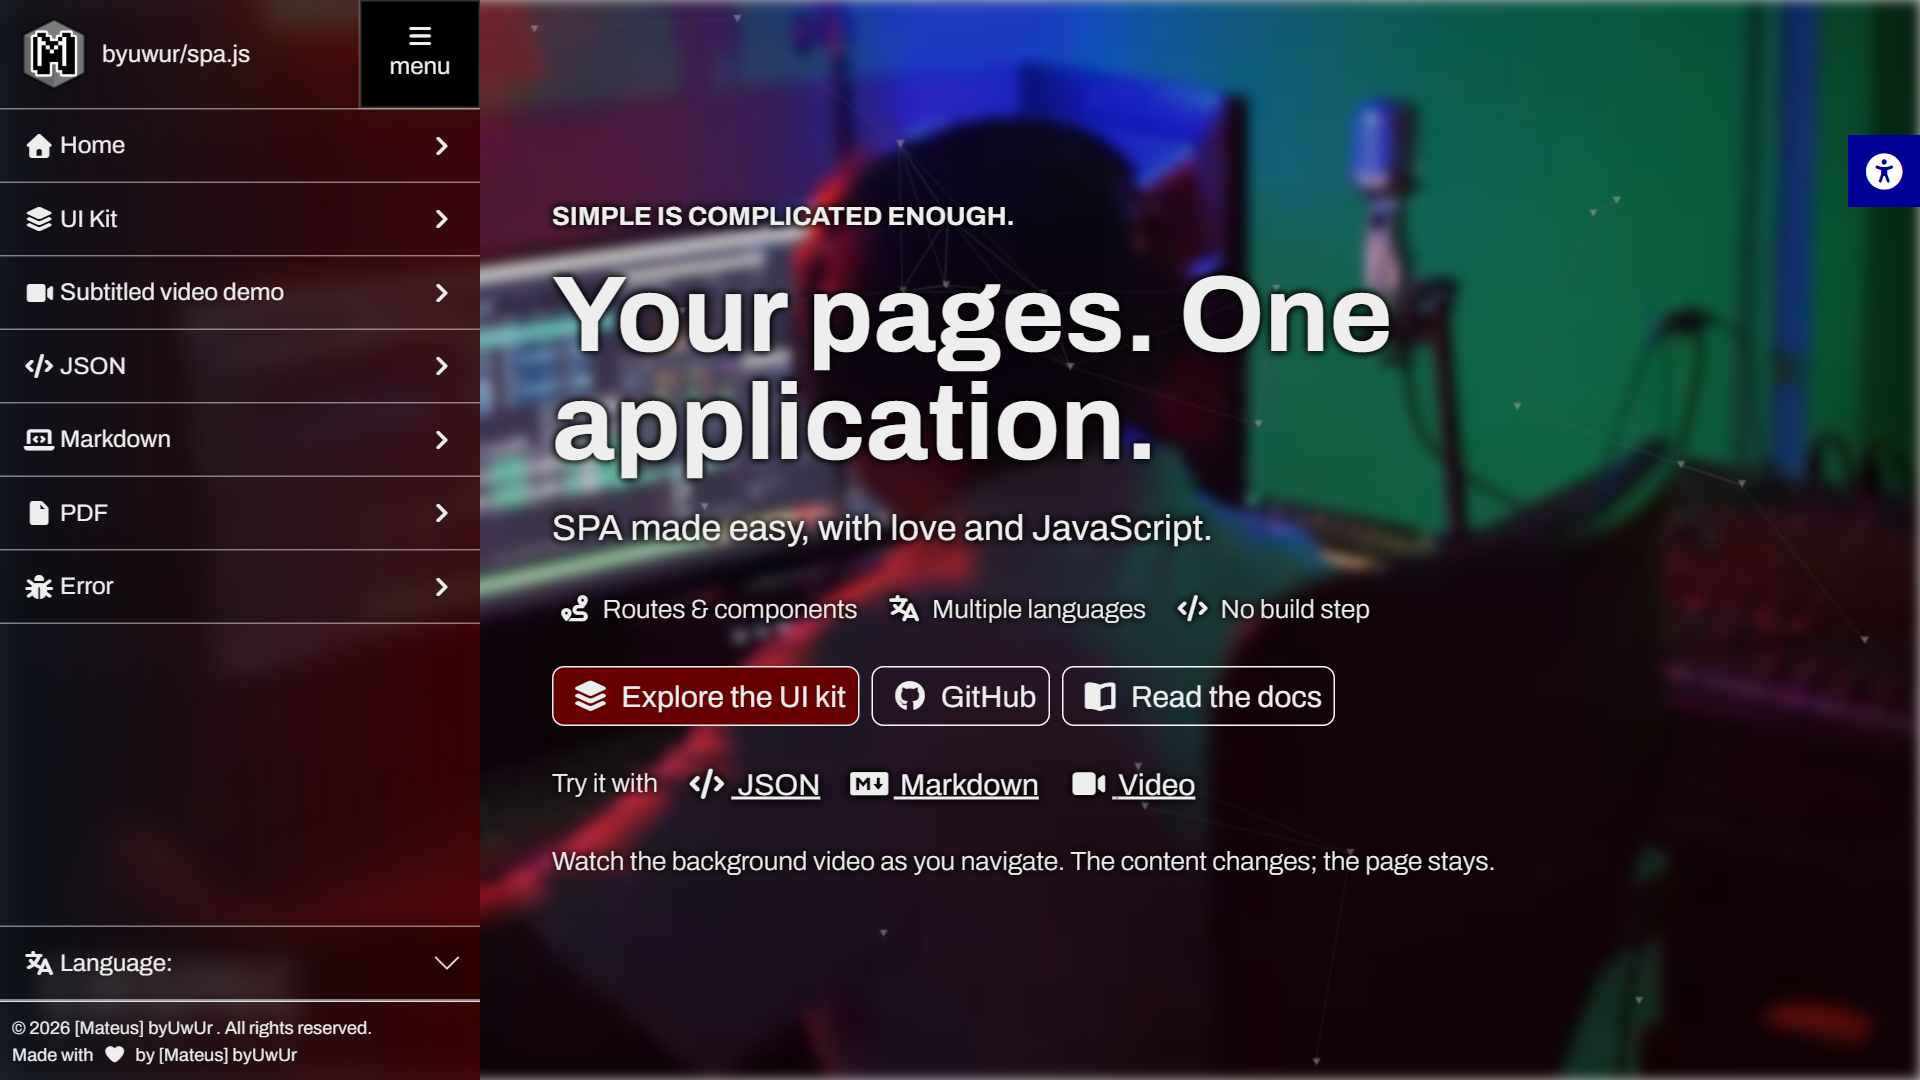 byuwur/spa.js
menu
Home
UI Kit
Subtitled video demo
JSON
Markdown
PDF
Error
Language:
© 2026 [Mateus] byUwUr . All rights reserved.
Made with by [Mateus] byUwUr
SIMPLE IS COMPLICATED ENOUGH.
Your pages. One
application.
SPA made easy, with love and JavaScript.
Routes & components Multiple languages No build step
Explore the UI kit GitHub Read the docs
Try it with JSON Markdown Video
Watch the background video as you navigate. The content changes; the page stays.